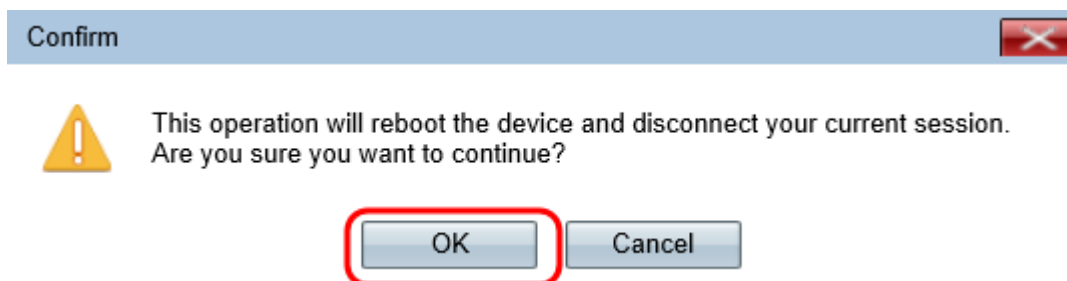 Confirm
This operation will reboot the device and disconnect your current session.
Are you sure you want to continue?
OK Cancel